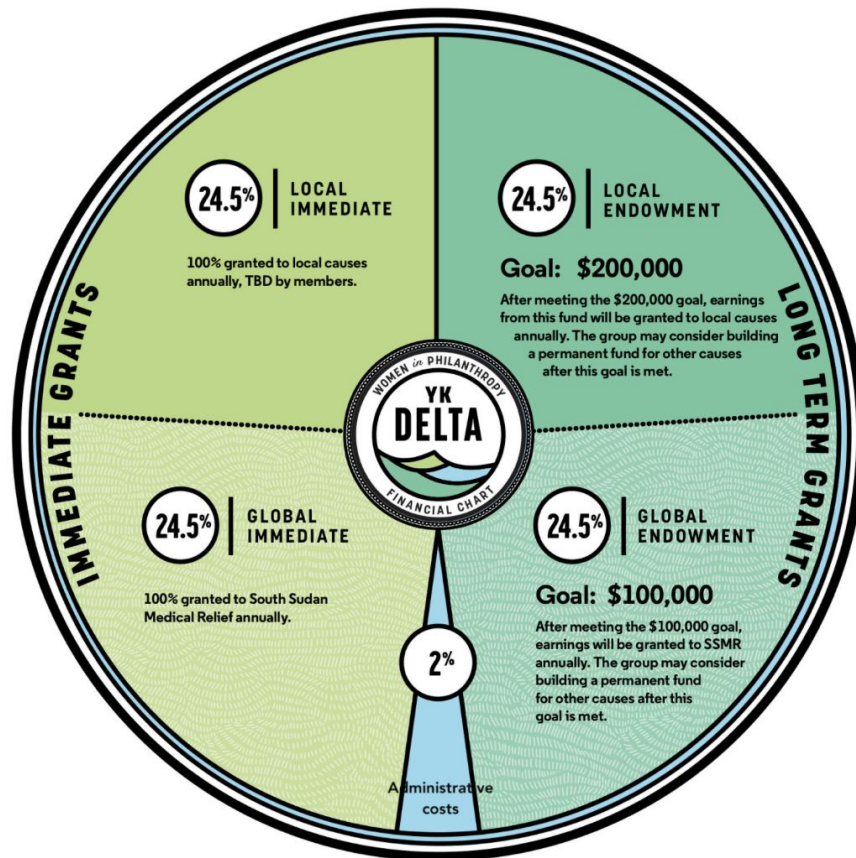 24.5%
LOCAL
IMMEDIATE
100% granted to local causes
annually, TBD by members.
24.5%
LOCAL
ENDOWMENT
Goal: $200,000
After meeting the $200,000 goal, earnings
from this fund will be granted to local causes
annually. The group may consider building
a permanent fund for other causes
after this goal is met.
IMMEDIATE GRANTS
LONG TERM GRANTS
WOMEN in PHILANTHROPY
YK
DELTA
FINANCIAL CHART
24.5%
GLOBAL
IMMEDIATE
100% granted to South Sudan
Medical Relief annually.
24.5%
GLOBAL
ENDOWMENT
Goal: $100,000
After meeting the $100,000 goal,
earnings will be granted to SSMR
annually. The group may consider
building a permanent fund
for other causes after this
goal is met.
2%
Administrative
costs